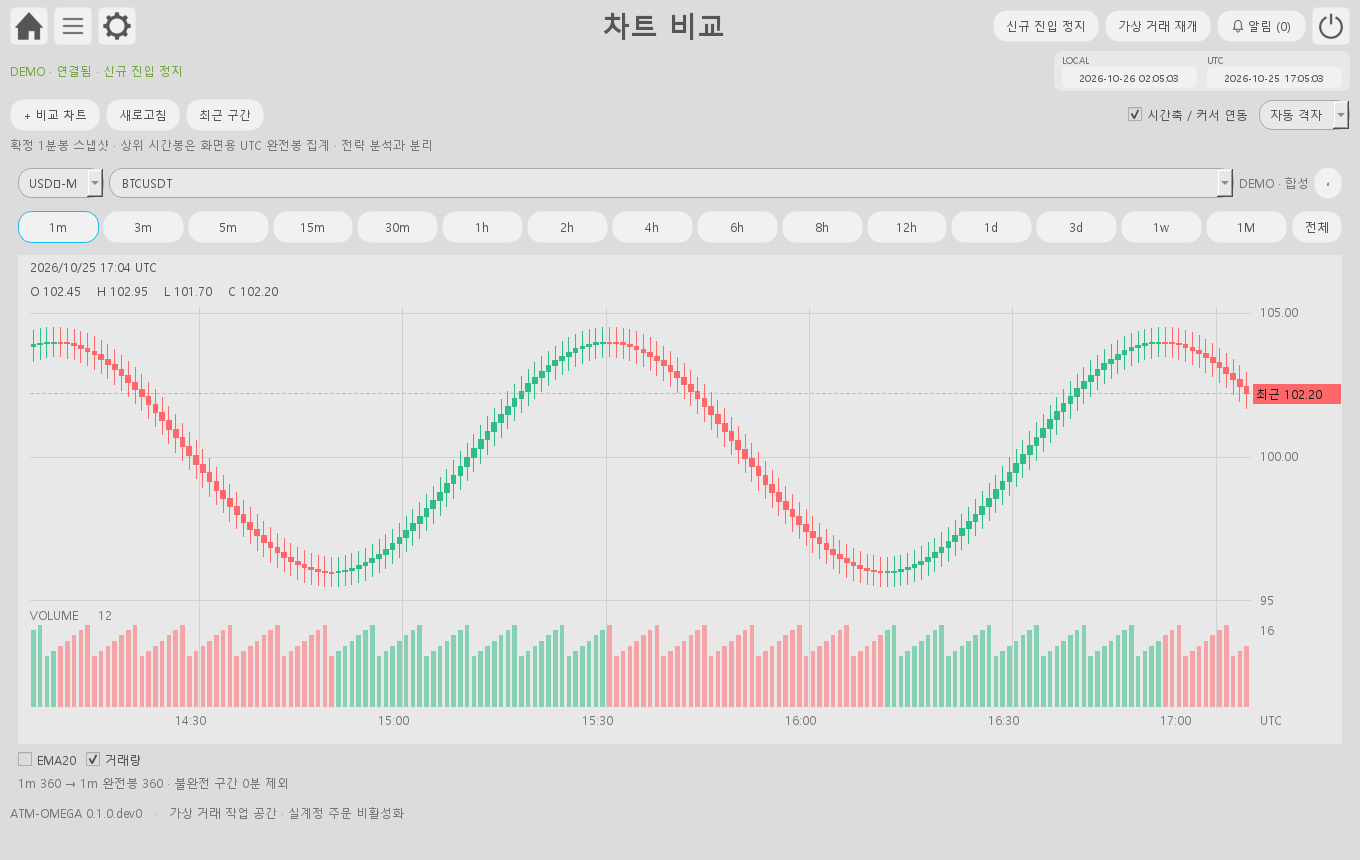 차트 비교
신규 진입 정지 가상 거래 재개 알림 (0)
DEMO · 연결됨 · 신규 진입 정지
LOCAL UTC
2026-10-26 02:05:03 2026-10-25 17:05:03
+ 비교 차트 새로고침 최근 구간 시간축 / 커서 연동 자동 격자
확정 1분봉 스냅샷 · 상위 시간봉은 화면용 UTC 완전봉 집계 · 전략 분석과 분리
USD□-M BTCUSDT DEMO · 합성
1m 3m 5m 15m 30m 1h 2h 4h 6h 8h 12h 1d 3d 1w 1M 전체
2026/10/25 17:04 UTC
O 102.45 H 102.95 L 101.70 C 102.20
105.00
최근 102.20
100.00
95
VOLUME 12
16
14:30 15:00 15:30 16:00 16:30 17:00 UTC
EMA20 거래량
1m 360 → 1m 완전봉 360 · 불완전 구간 0분 제외
ATM-OMEGA 0.1.0.dev0 · 가상 거래 작업 공간 · 실계정 주문 비활성화